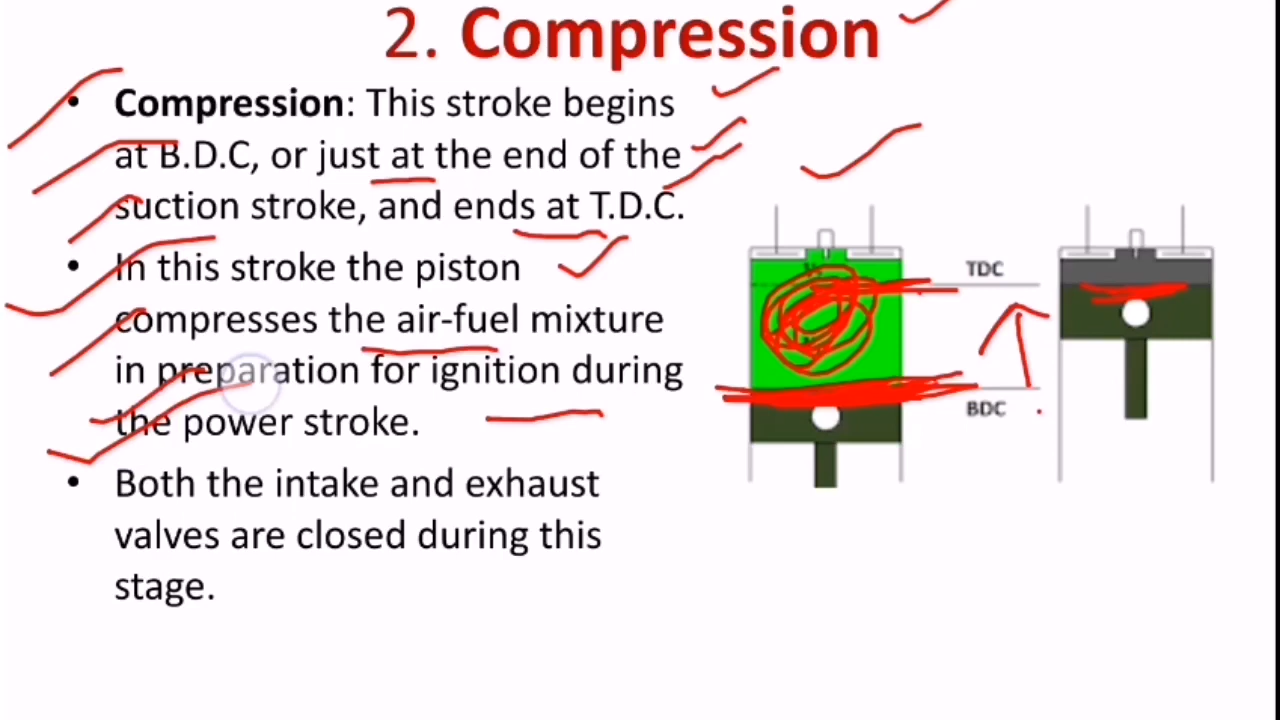 2. Compression
• Compression: This stroke begins
at B.D.C, or just at the end of the
suction stroke, and ends at T.D.C.
• In this stroke the piston
compresses the air-fuel mixture
in preparation for ignition during
the power stroke.
• Both the intake and exhaust
valves are closed during this
stage.
TDC
BDC